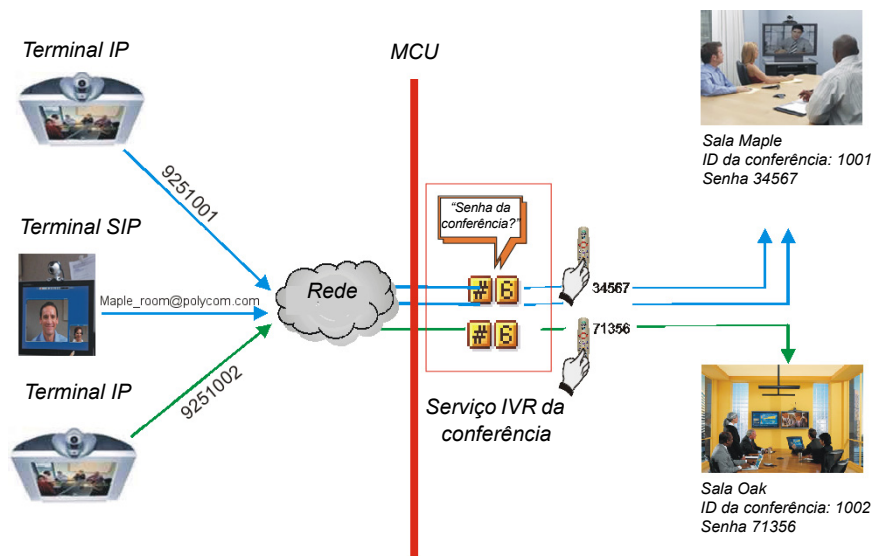 Terminal IP
MCU
9251001
Sala Maple
ID da conferência: 1001
Senha 34567
Terminal SIP
"Senha da
conferência?"
Maple_room@polycom.com
Rede
# 6
34567
# 6
71356
9251002
Terminal IP
Serviço IVR da
conferência
Sala Oak
ID da conferência: 1002
Senha 71356